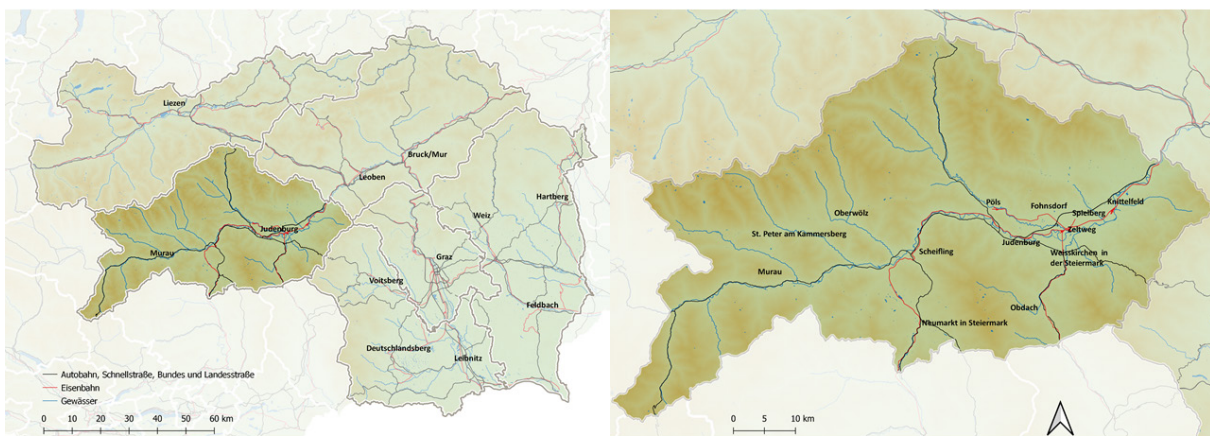 Liezen
Bruck/Mur
Leoben
Hartberg
Weiz
Judenburg
Murau
Graz
Voitsberg
Feldbach
Deutschlandsberg
Leibnitz
Autobahn, Schnellstraße, Bundes und Landesstraße
Eisenbahn
Gewässer
0 10 20 30 40 50 60 km
Pöls
Fohnsdorf
Knittelfeld
Spielberg
Oberwölz
Zeltweg
St. Peter am Kammersberg
Judenburg
Scheifling
Weisskirchen in
der Steiermark
Murau
Obdach
Neumarkt in Steiermark
0 5 10 km